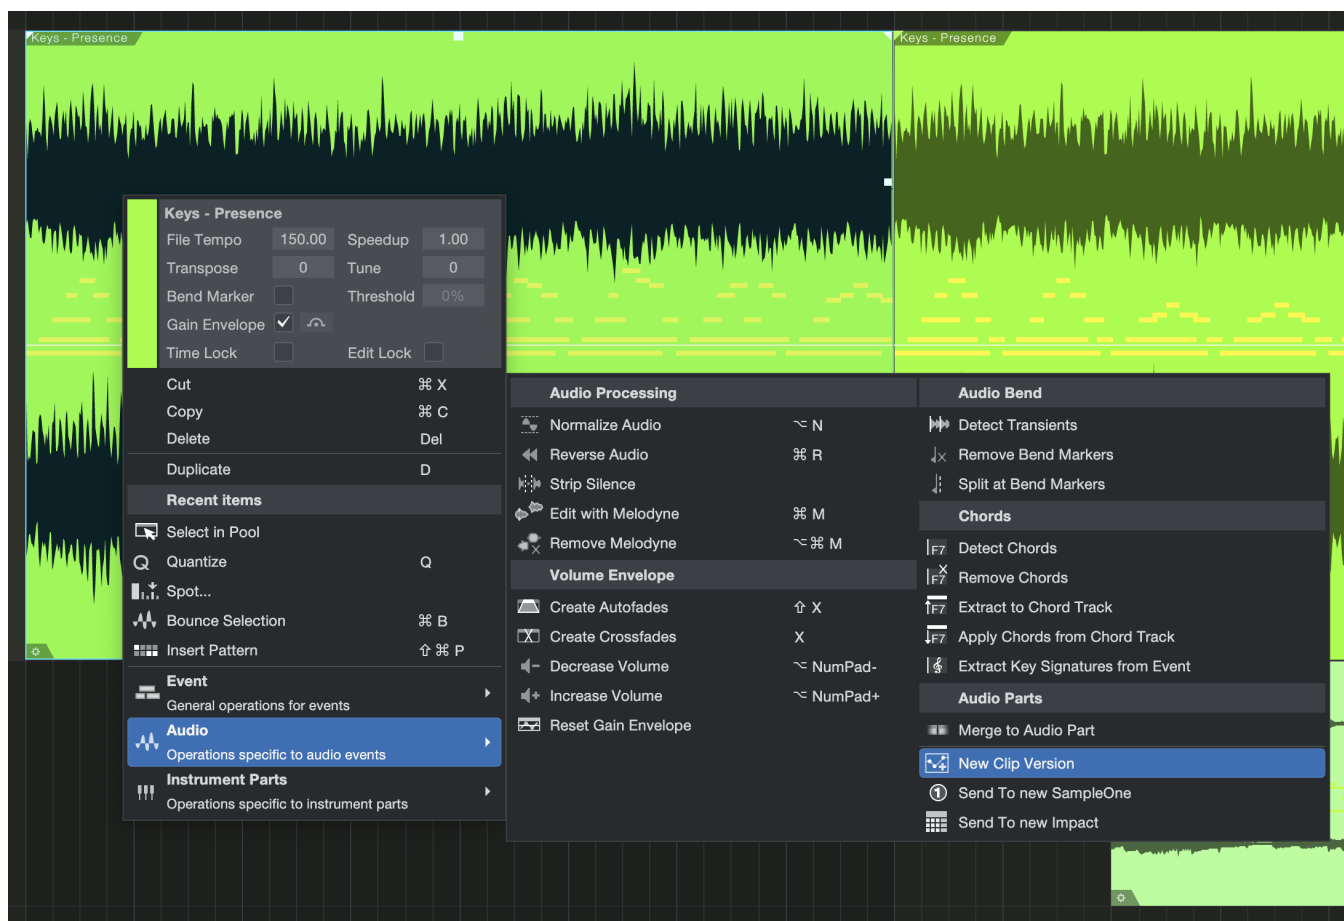 Keys - Presence
Keys - Presence
Keys - Presence
File Tempo 150.00 Speedup 1.00
Transpose 0 Tune 0
Bend Marker Threshold 0%
Gain Envelope
Time Lock Edit Lock
Cut ⌘ X
Copy ⌘ C
Delete Del
Duplicate D
Recent items
Select in Pool
Q Quantize Q
Spot...
Bounce Selection ⌘ B
Insert Pattern ⇧ ⌘ P
Event
General operations for events
Audio
Operations specific to audio events
Instrument Parts
Operations specific to instrument parts
Audio Processing
Normalize Audio ⌥ N
Reverse Audio ⌘ R
Strip Silence
Edit with Melodyne ⌘ M
Remove Melodyne ⌥⌘ M
Volume Envelope
Create Autofades ⇧ X
Create Crossfades X
Decrease Volume ⌥ NumPad-
Increase Volume ⌥ NumPad+
Reset Gain Envelope
Audio Bend
Detect Transients
Remove Bend Markers
Split at Bend Markers
Chords
F7 Detect Chords
F7 Remove Chords
F7 Extract to Chord Track
F7 Apply Chords from Chord Track
Extract Key Signatures from Event
Audio Parts
Merge to Audio Part
New Clip Version
1 Send To new SampleOne
Send To new Impact